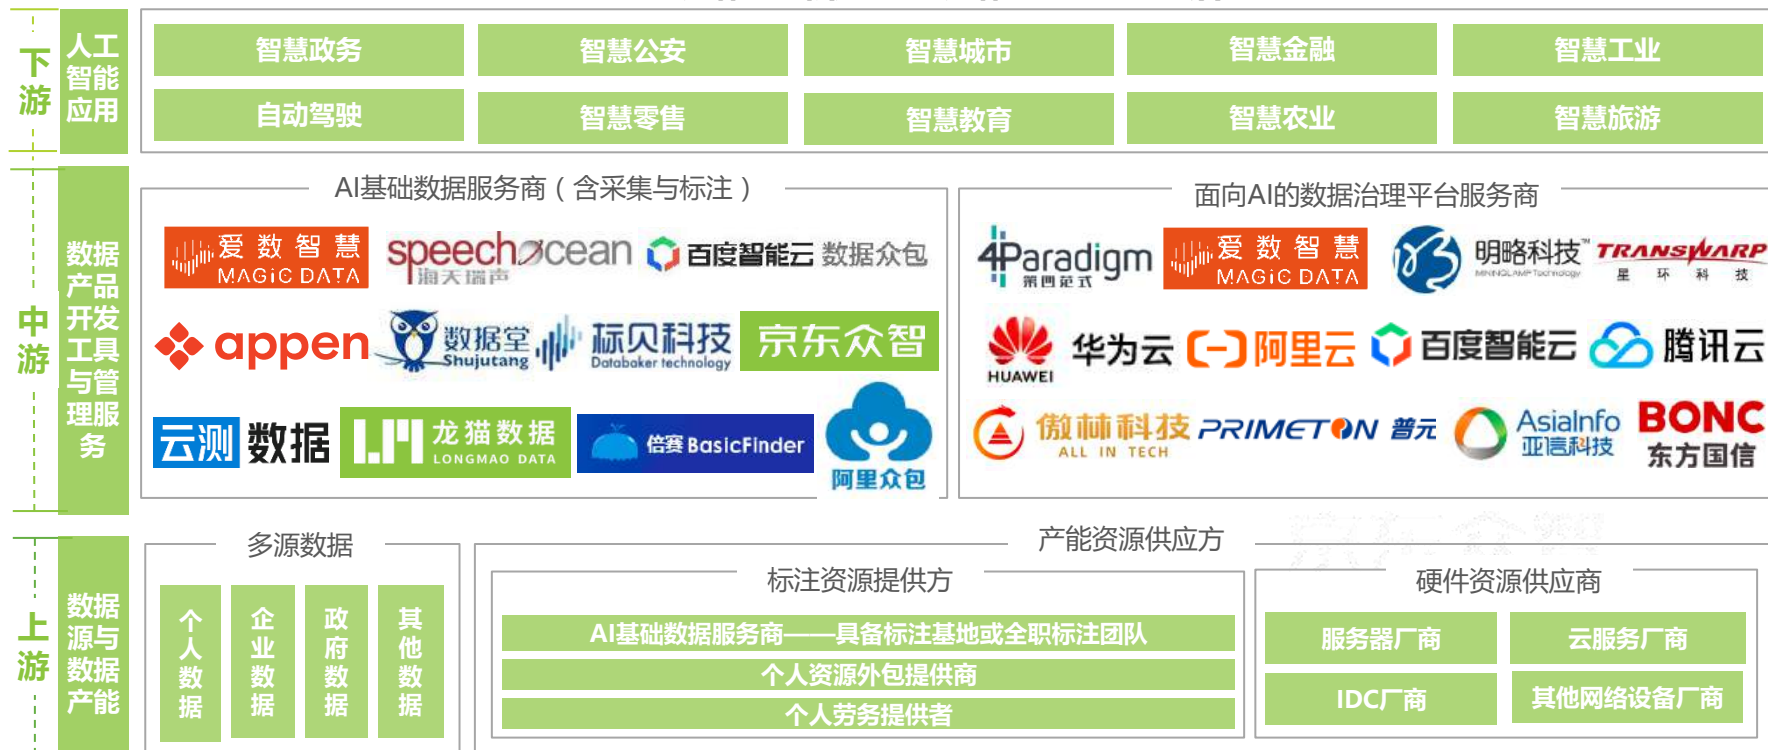 下游
人工智能应用
智慧政务
智慧公安
智慧城市
智慧金融
智慧工业
自动驾驶
智慧零售
智慧教育
智慧农业
智慧旅游
中游
数据产品开发工具与管理服务
AI基础数据服务商（含采集与标注）
爱数智慧
MAGIC DATA
speechocean
海天瑞声
百度智能云 数据众包
appen
数据堂
Shujutang
标贝科技
Databaker technology
京东众智
云测 数据
龙猫数据
LONGMAO DATA
倍赛 BasicFinder
阿里众包
面向AI的数据治理平台服务商
4Paradigm
第四范式
爱数智慧
MAGIC DATA
明略科技™
MININGLAMP Technology
TRANSWARP
星环科技
HUAWEI
华为云
阿里云
百度智能云
腾讯云
傲林科技
ALL IN TECH
PRIMETON 普元
AsiaInfo
亚信科技
BONC
东方国信
上游
数据源与数据产能
多源数据
个人数据
企业数据
政府数据
其他数据
产能资源供应方
标注资源提供方
AI基础数据服务商——具备标注基地或全职标注团队
个人资源外包提供商
个人劳务提供者
硬件资源供应商
服务器厂商
云服务厂商
IDC厂商
其他网络设备厂商